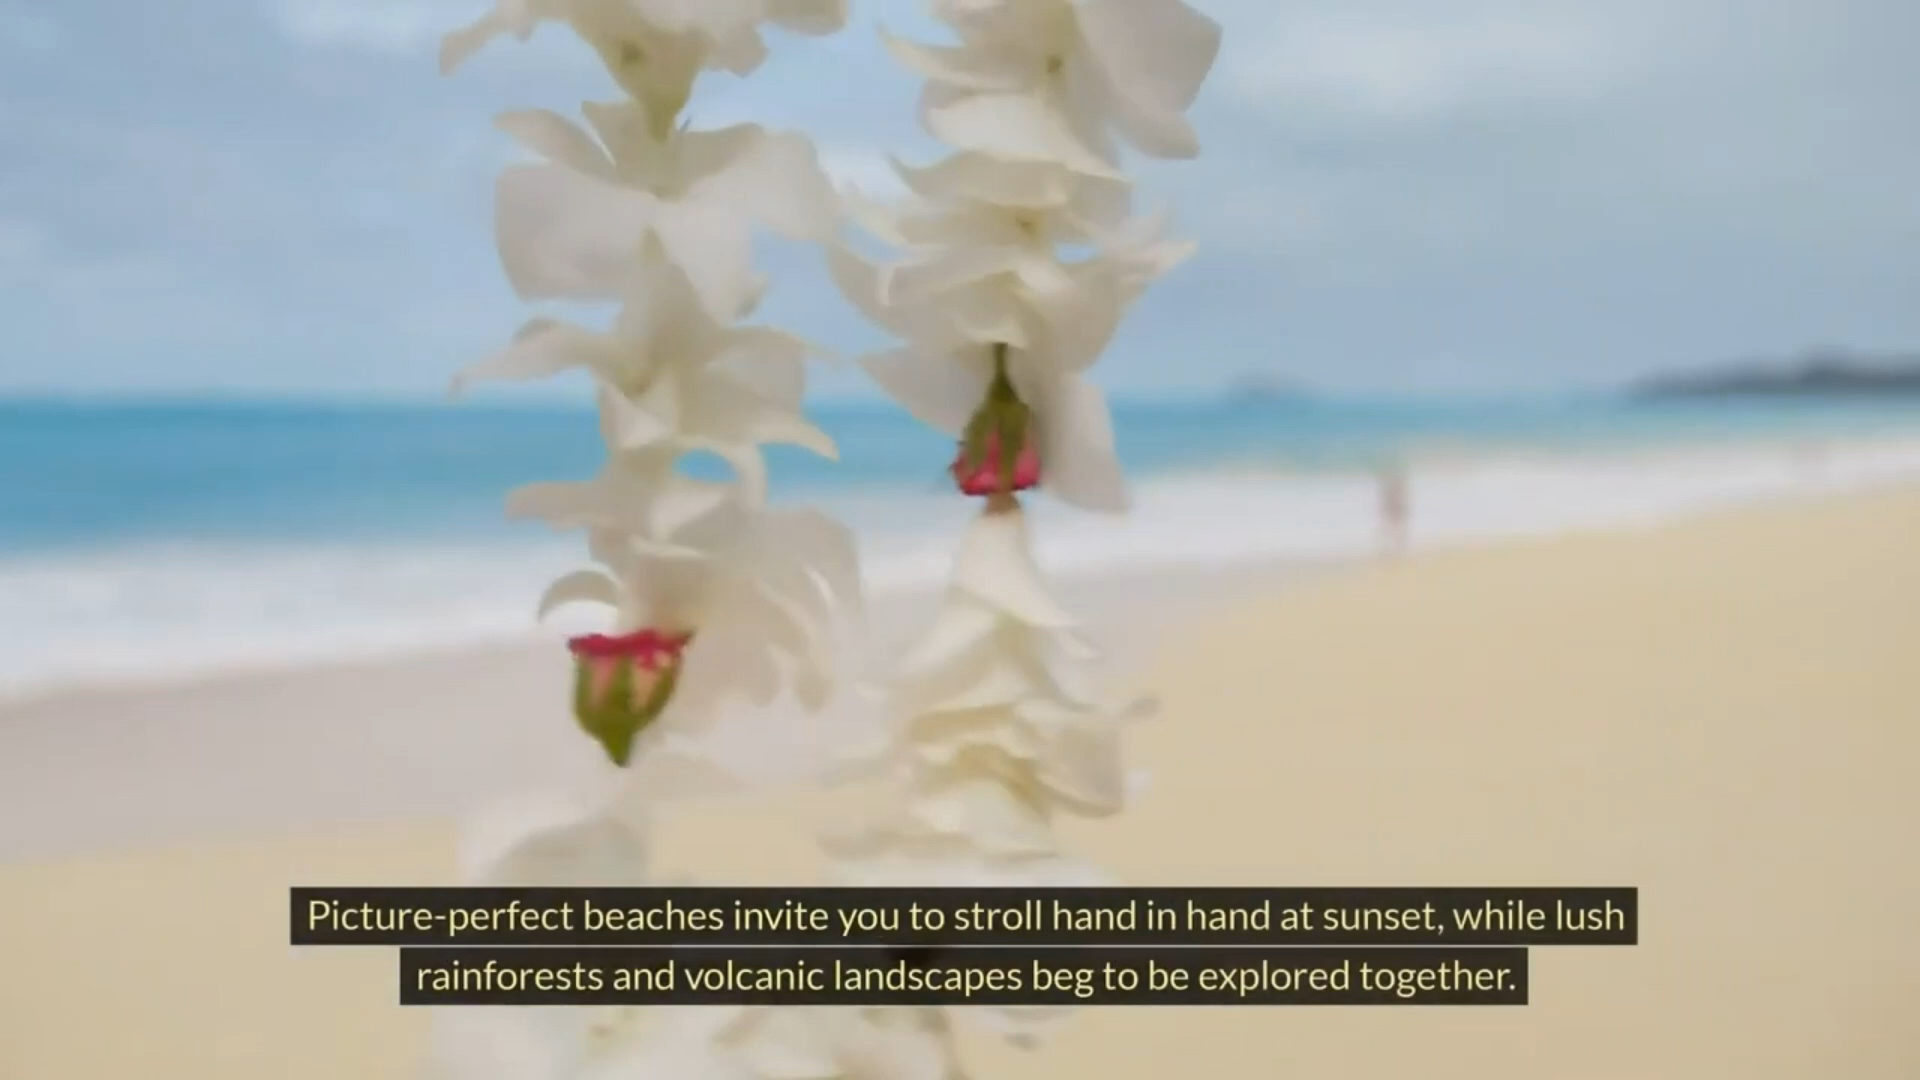 Picture-perfect beaches invite you to stroll hand in hand at sunset, while lush
rainforests and volcanic landscapes beg to be explored together.